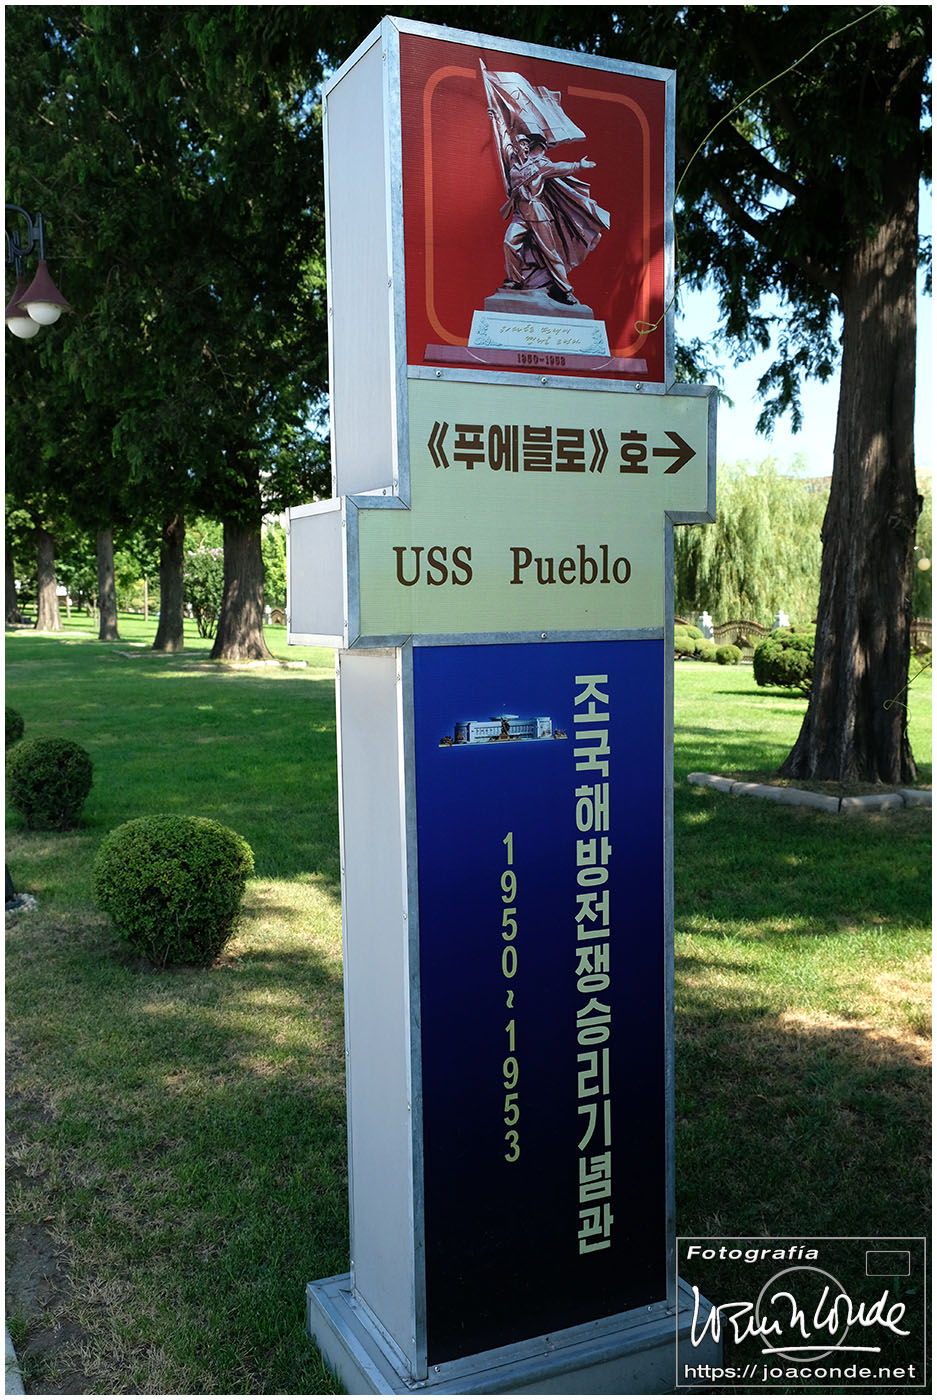 1950-1953
《푸에블로》호→
USS Pueblo
조국해방전쟁승리기념관
1950~1953
Fotografía
https://joaconde.net